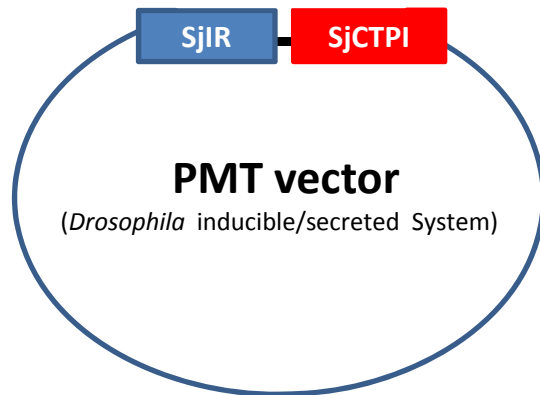 SjIR SjCTPI
PMT vector
(Drosophila inducible/secreted System)